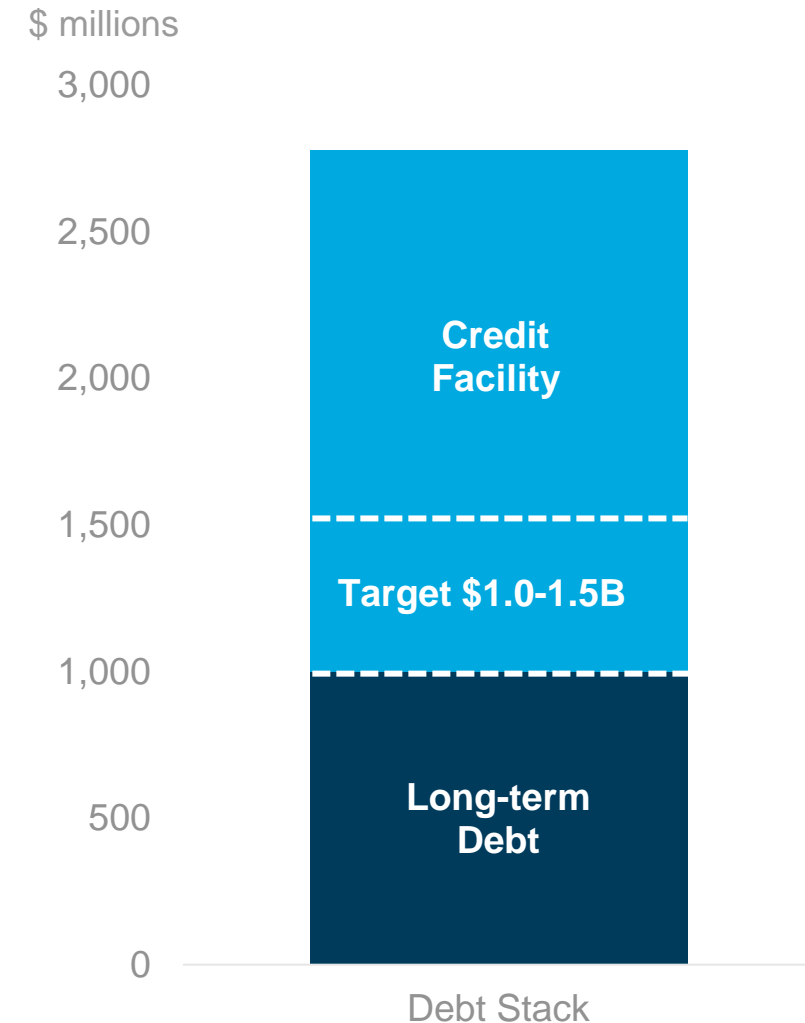 $ millions
3,000
2,500
Credit
Facility
2,000
1,500
Target $1.0-1.5B
1,000
Long-term
Debt
500
0
Debt Stack